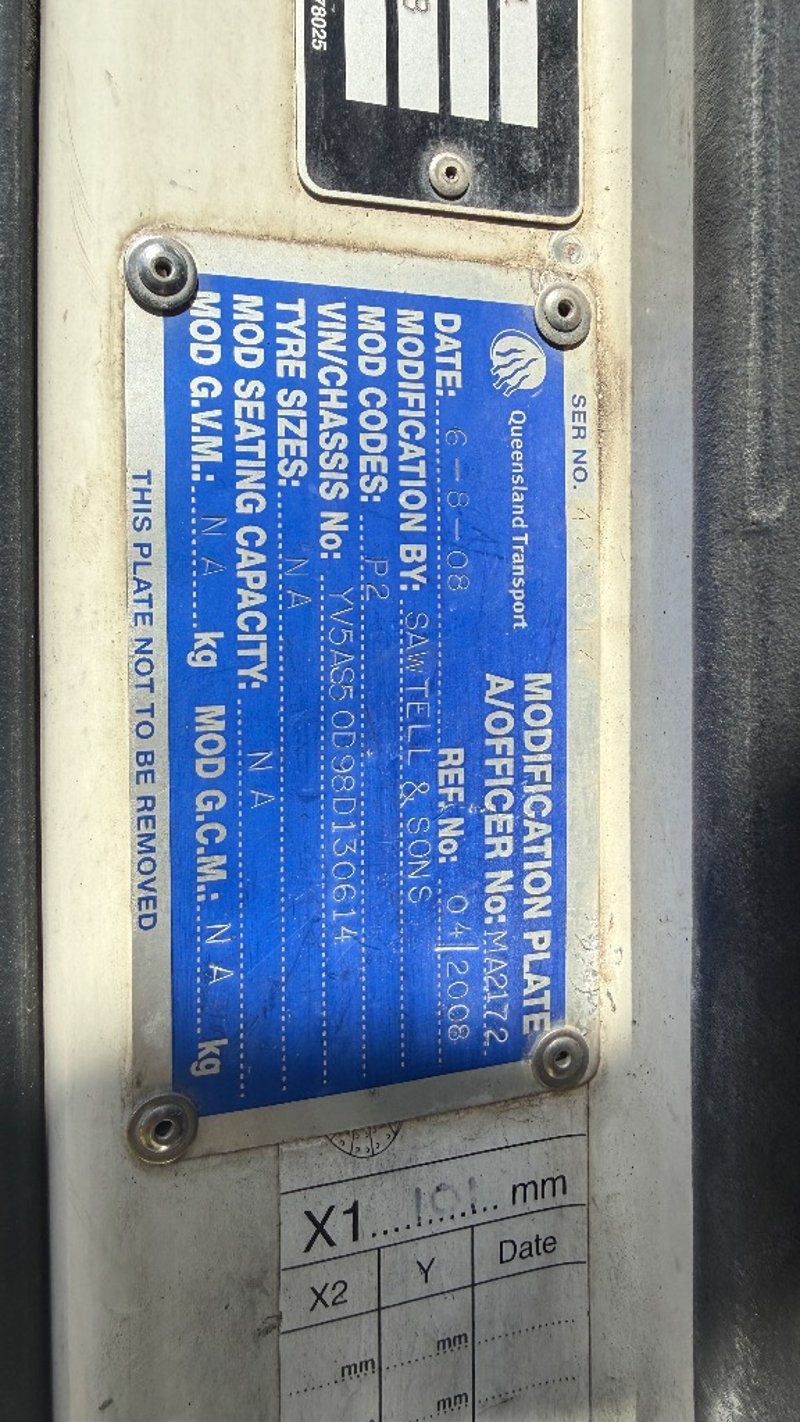 78025
SER NO.
Queensland Transport
MODIFICATION PLATE
A/OFFICER No: MA2172
DATE: 6-8-08 REF. No: 04/2008
MODIFICATION BY: SAWTELL & SONS
MOD CODES: P2
VIN/CHASSIS No: YV5AS50D98D130614
TYRE SIZES: NA
MOD SEATING CAPACITY: NA
MOD G.V.M.: NA kg MOD G.C.M.: NA kg
THIS PLATE NOT TO BE REMOVED
X1 101 mm
X2 Y Date
mm mm
mm